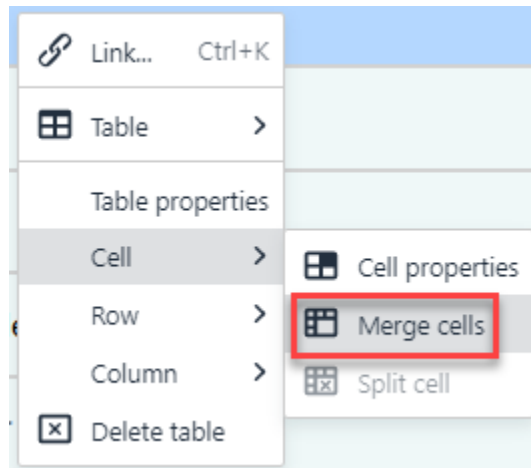 Link... Ctrl+K
Table
Table properties
Cell
Row
Column
Delete table
Cell properties
Merge cells
Split cell